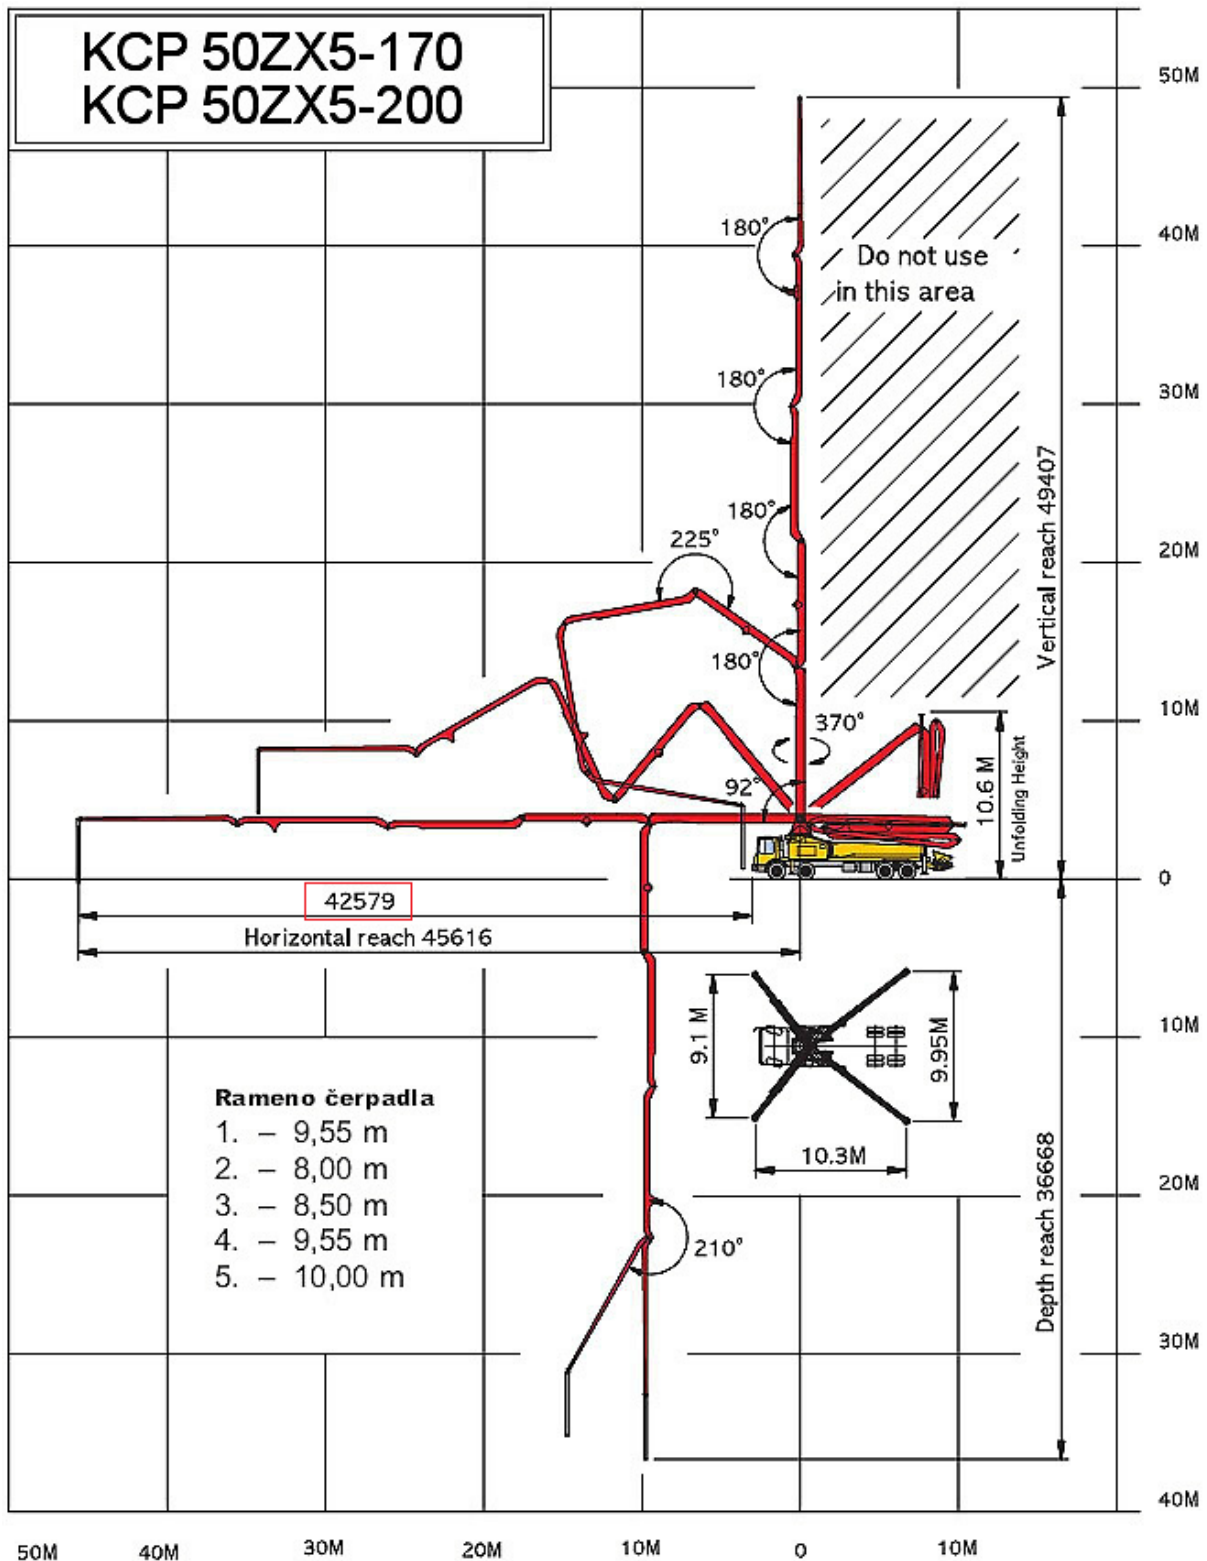 KCP 50ZX5-170
KCP 50ZX5-200
50M
180°
Do not use
in this area
40M
180°
30M
180°
225°
20M
Vertical reach 49407
180°
370°
10M
92°
10.6 M
Unfolding Height
0
42579
Horizontal reach 45616
9.1 M
9.95M
10M
10.3M
Rameno čerpadla
1. – 9,55 m
2. – 8,00 m
3. – 8,50 m
4. – 9,55 m
5. – 10,00 m
20M
210°
Depth reach 36668
30M
40M
50M 40M 30M 20M 10M 0 10M